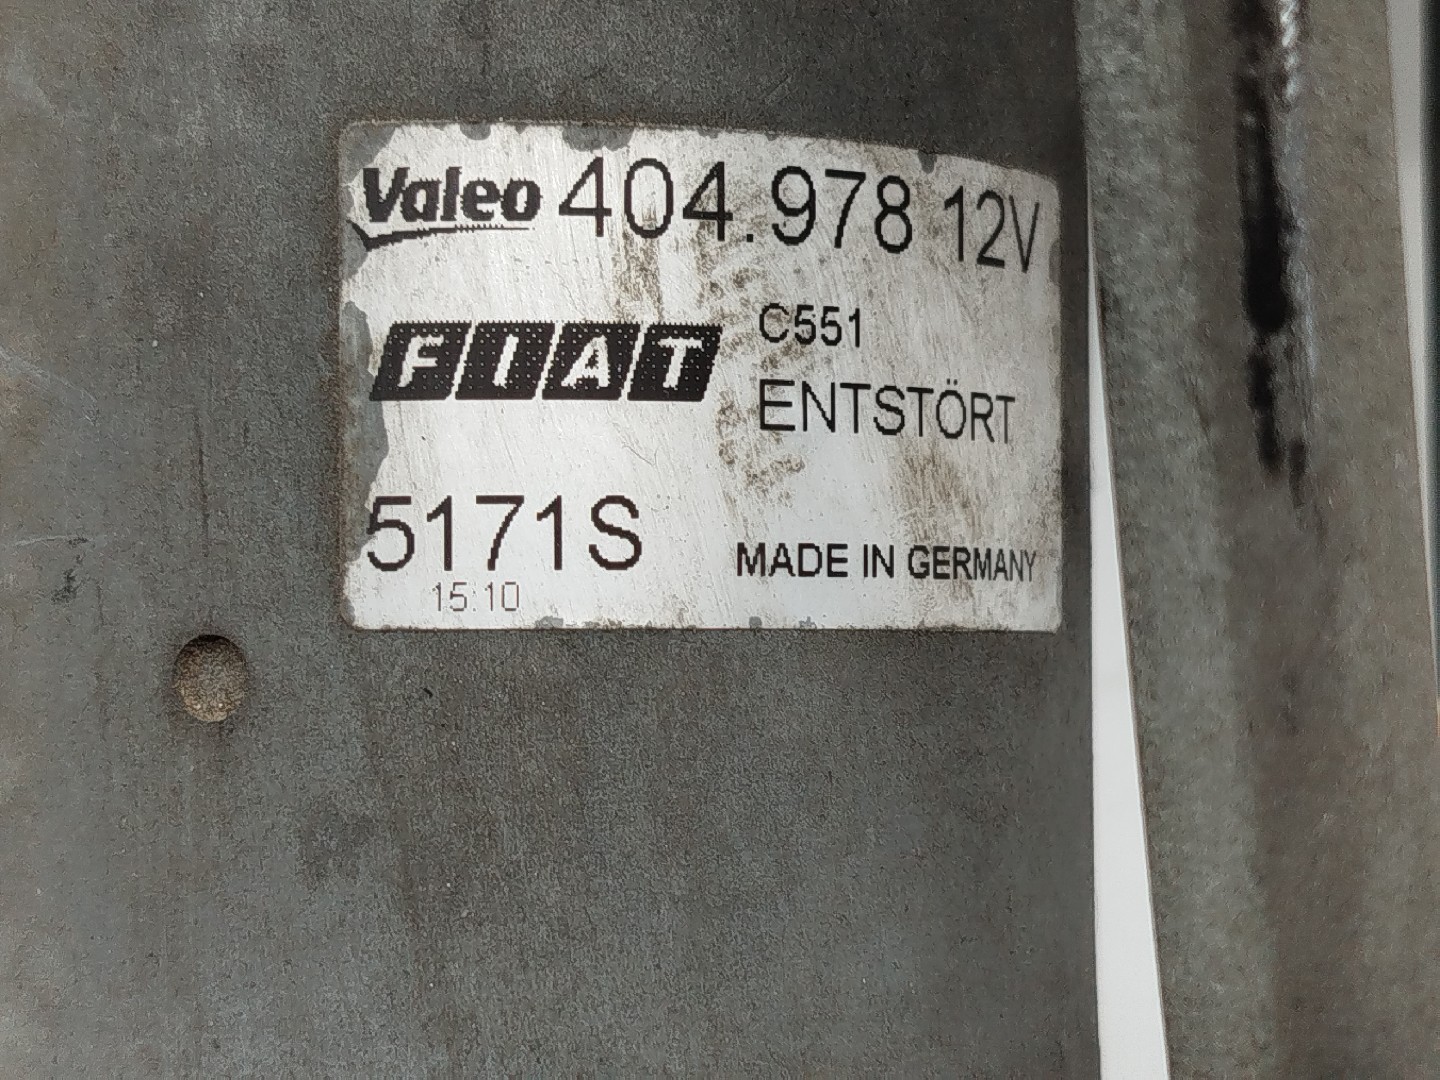 Valeo 404.978 12V
FIAT C551
ENTSTÖRT
5171S MADE IN GERMANY
15:10